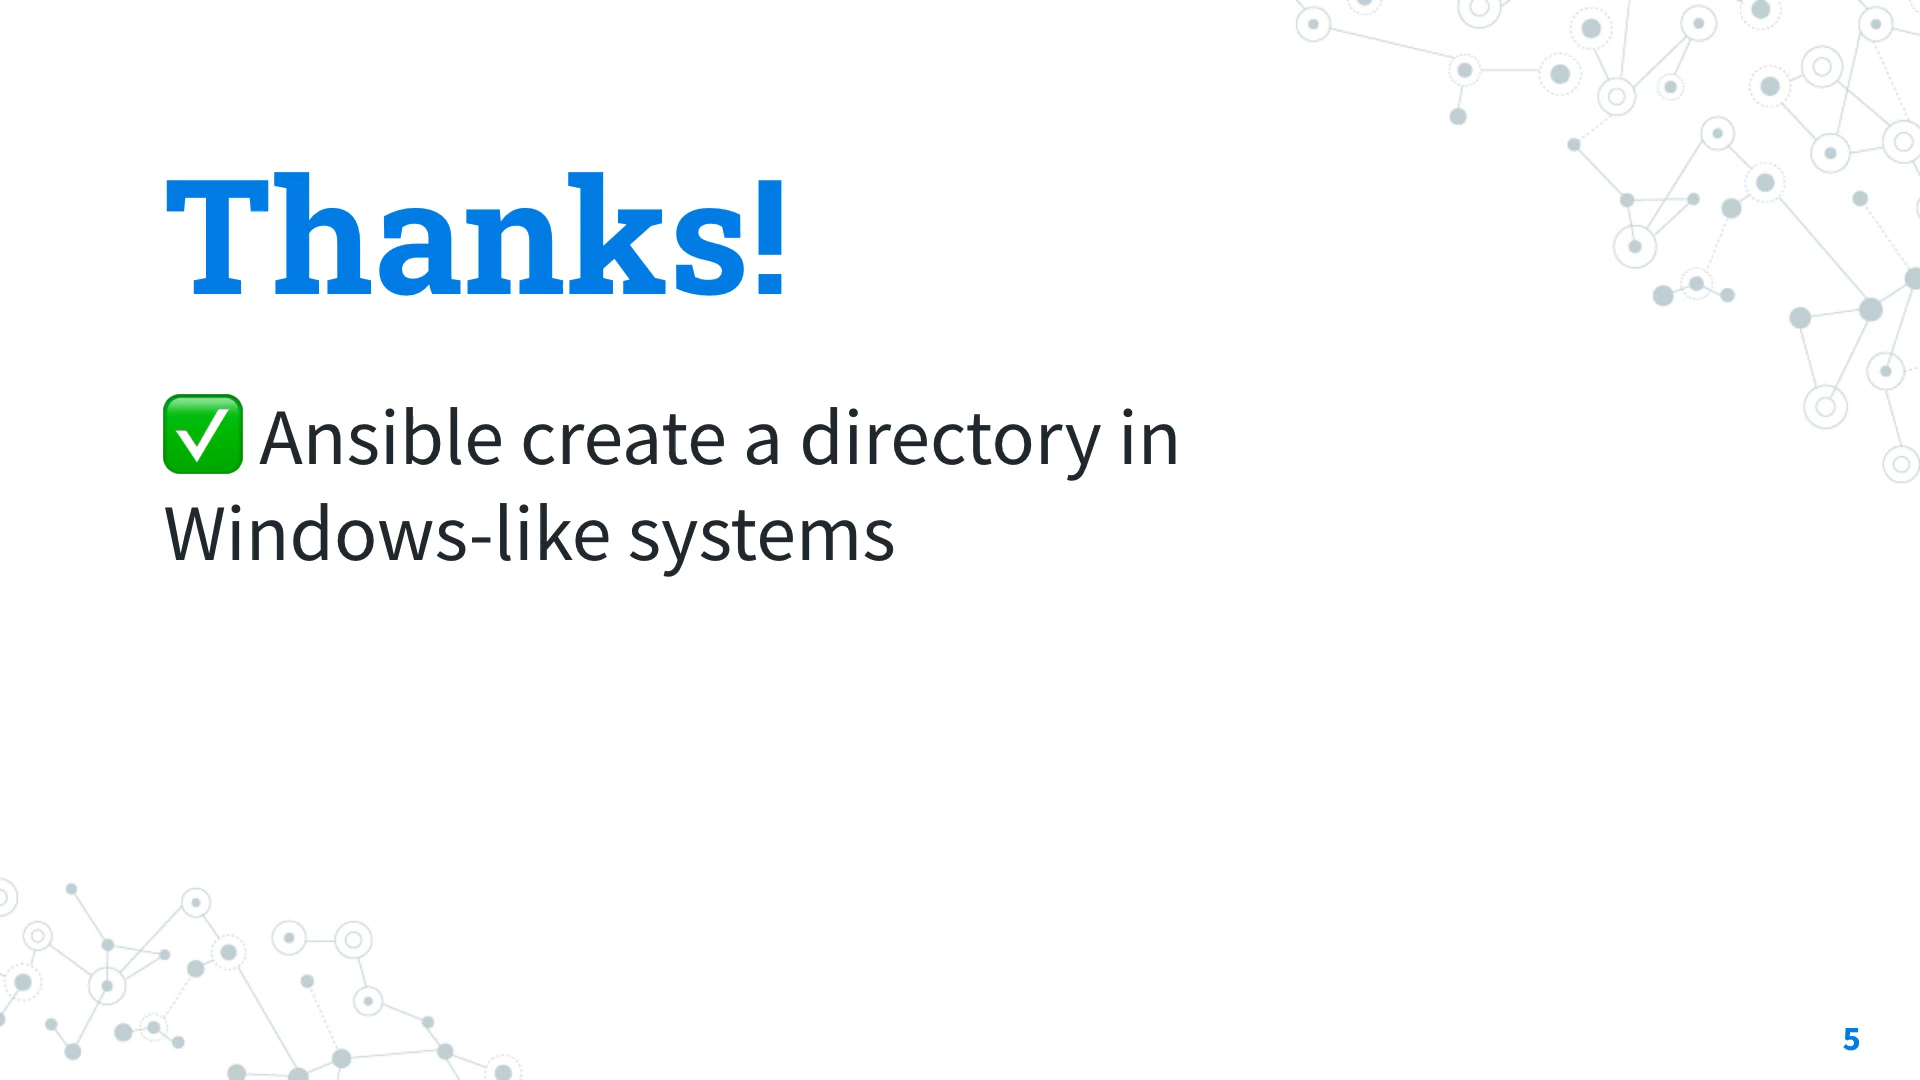 Thanks!
✅ Ansible create a directory in
Windows-like systems
5